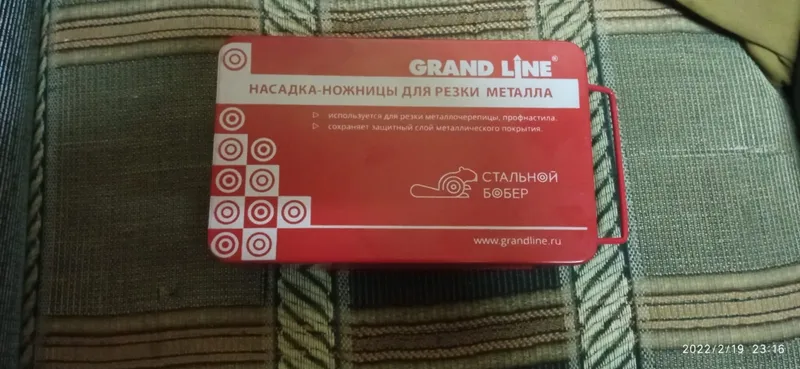 GRAND LINE®
НАСАДКА-НОЖНИЦЫ ДЛЯ РЕЗКИ МЕТАЛЛА
используется для резки металлочерепицы, профнастила.
сохраняет защитный слой металлического покрытия.
СТАЛЬНОЙ
БОБЕР
www.grandline.ru
2022/2/19 23:16